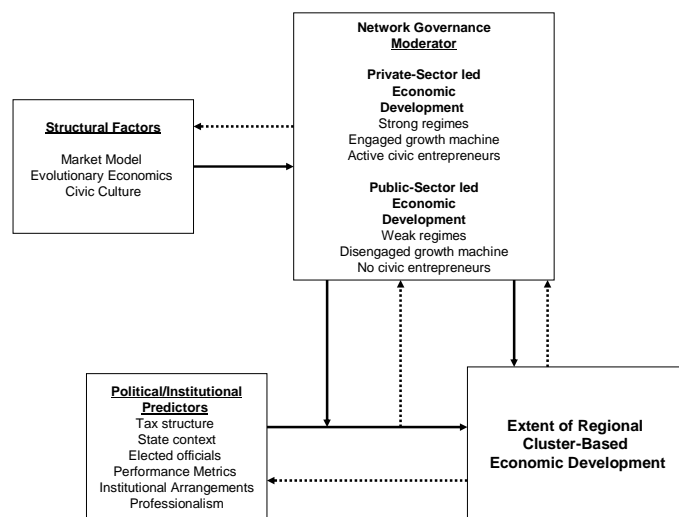 Network Governance
Moderator
Private-Sector led
Economic
Development
Strong regimes
Engaged growth machine
Active civic entrepreneurs
Public-Sector led
Economic
Development
Weak regimes
Disengaged growth machine
No civic entrepreneurs
Structural Factors
Market Model
Evolutionary Economics
Civic Culture
Political/Institutional
Predictors
Tax structure
State context
Elected officials
Performance Metrics
Institutional Arrangements
Professionalism
Extent of Regional
Cluster-Based
Economic Development